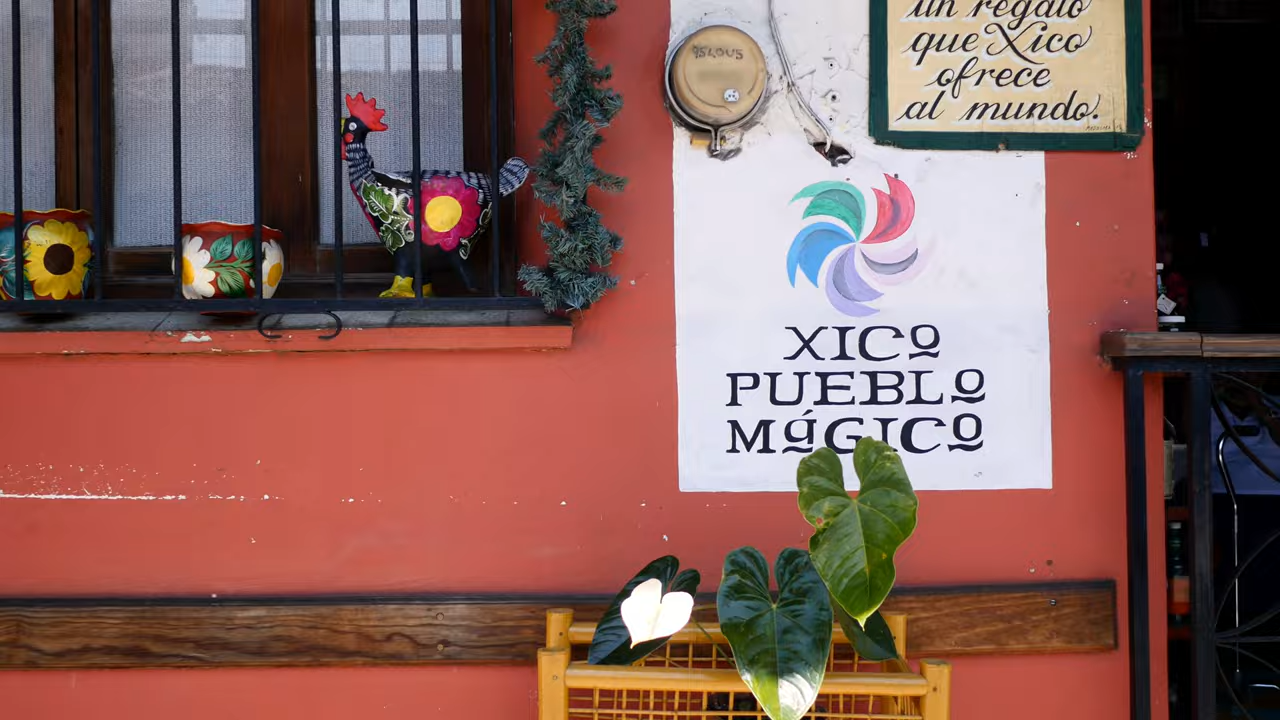 un regalo
que Xico
ofrece
al mundo.
XICO
PUEBLO
MáGICO